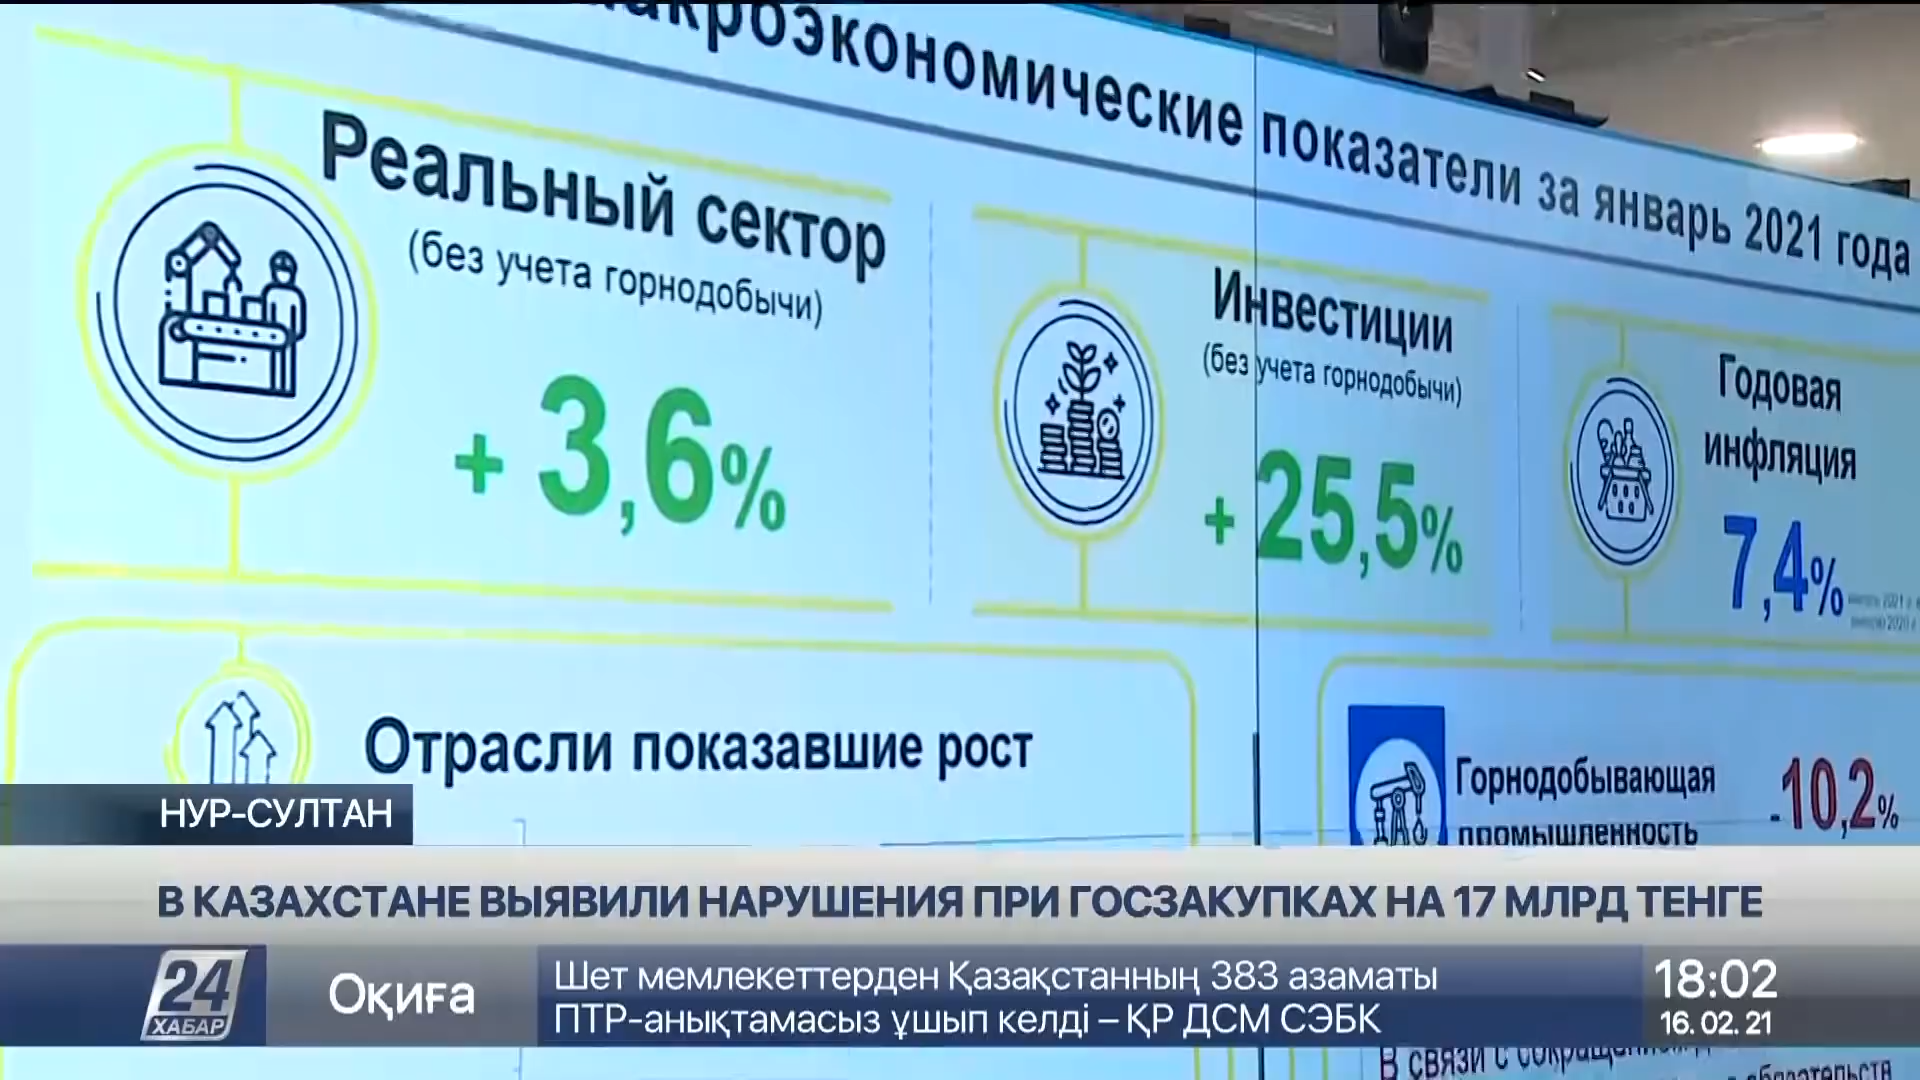 экономические показатели за январь 2021 года
Реальный сектор
(без учета горнодобычи)
+ 3,6%
Инвестиции
(без учета горнодобычи)
+ 25,5%
Годовая
инфляция
7,4%
Отрасли показавшие рост
Горнодобывающая
промышленность
-10,2%
НУР-СУЛТАН
В КАЗАХСТАНЕ ВЫЯВИЛИ НАРУШЕНИЯ ПРИ ГОСЗАКУПКАХ НА 17 МЛРД ТЕНГЕ
24
ХАБАР
Оқиға
Шет мемлекеттерден Қазақстанның 383 азаматы
ПТР-анықтамасыз ұшып келді – ҚР ДСМ СЭБК
18:02
16. 02. 21
В связи с